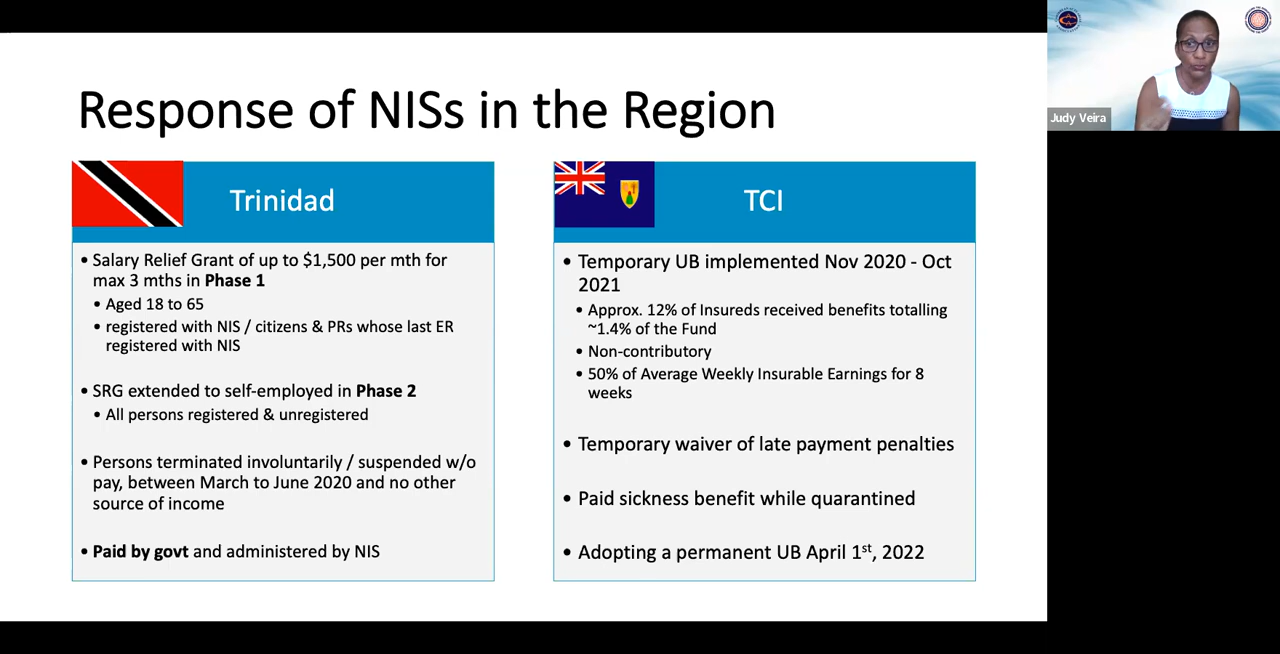 Response of NISs in the Region
Trinidad
• Salary Relief Grant of up to $1,500 per mth for
max 3 mths in Phase 1
• Aged 18 to 65
• registered with NIS / citizens & PRs whose last ER
registered with NIS
• SRG extended to self-employed in Phase 2
• All persons registered & unregistered
• Persons terminated involuntarily / suspended w/o
pay, between March to June 2020 and no other
source of income
• Paid by govt and administered by NIS
TCI
• Temporary UB implemented Nov 2020 - Oct
2021
• Approx. 12% of Insureds received benefits totalling
~1.4% of the Fund
• Non-contributory
• 50% of Average Weekly Insurable Earnings for 8
weeks
• Temporary waiver of late payment penalties
• Paid sickness benefit while quarantined
• Adopting a permanent UB April 1st, 2022
Judy Veira